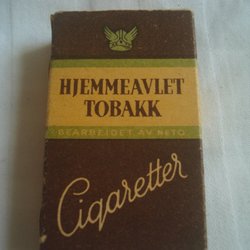 HJEMMEAVLET
TOBAKK
BEARBEIDET AV NETO
Cigaretter